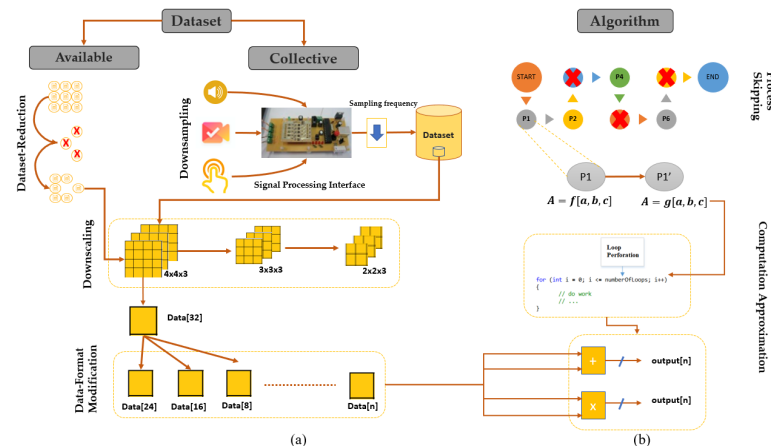 Dataset
Available
Collective
Dataset-Reduction
X
X
X
Downsampling
Sampling frequency
Dataset
Signal Processing Interface
Downscaling
4x4x3
3x3x3
2x2x3
Data[32]
Data-Format
Modification
Data[24]
Data[16]
Data[8]
Data[n]
(a)
Algorithm
START
P4
END
P1
P2
P6
Process
Skipping
P1
P1'
A = f[a, b, c]
A = g[a, b, c]
Computation Approximation
Loop
Perforation
for (int i = 0; i <= numberOfLoops; i++)
{
// do work
// ...
}
+
output[n]
x
output[n]
(b)